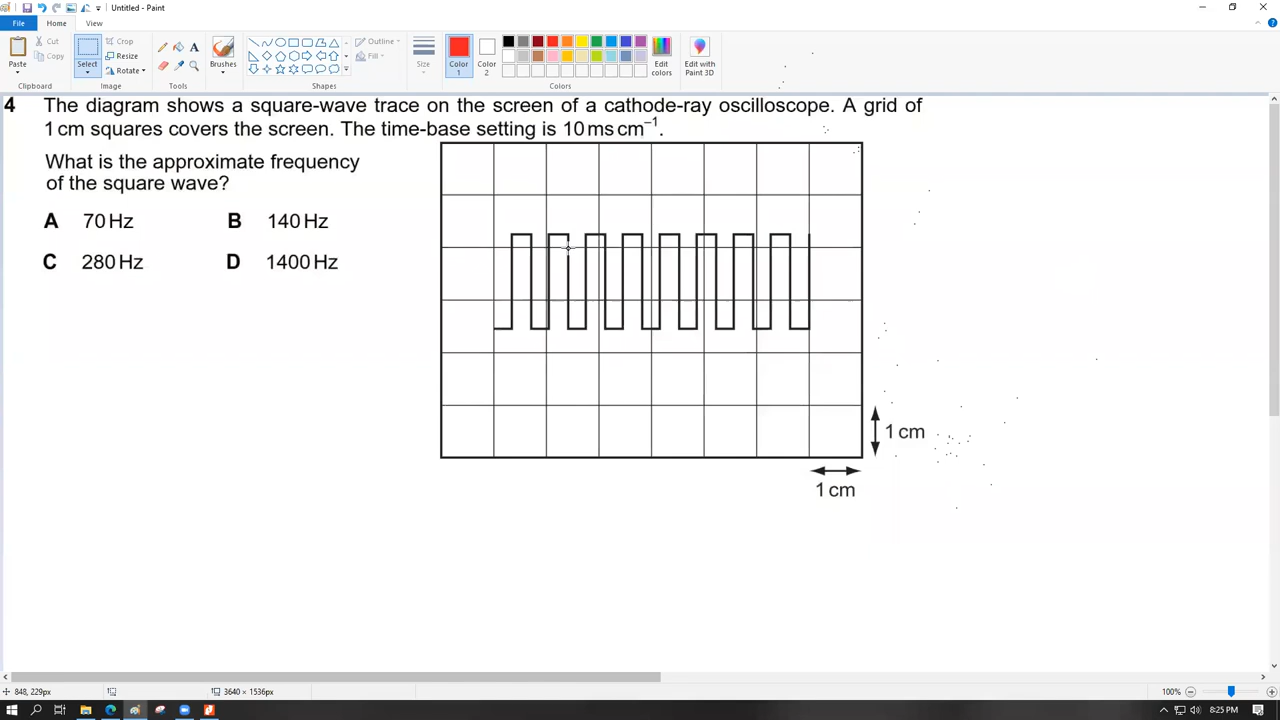 Untitled - Paint
File
Home
View
Paste
Cut
Copy
Clipboard
Select
Crop
Resize
Rotate
Image
A
Tools
Brushes
Outline
Fill
Shapes
Size
Color 1
Color 2
Colors
Edit colors
Edit with Paint 3D
4 The diagram shows a square-wave trace on the screen of a cathode-ray oscilloscope. A grid of
1 cm squares covers the screen. The time-base setting is 10 ms cm⁻¹.
What is the approximate frequency
of the square wave?
A 70 Hz B 140 Hz
C 280 Hz D 1400 Hz
1 cm
1 cm
848, 229px
3640 × 1536px
100%
8:25 PM